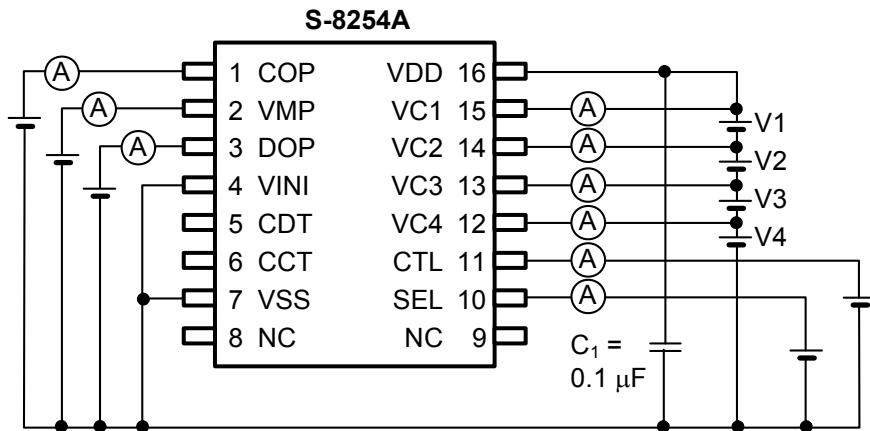 S-8254A
A
1 COP
VDD 16
A
2 VMP
VC1 15
A
V1
A
3 DOP
VC2 14
A
V2
4 VINI
VC3 13
A
V3
5 CDT
VC4 12
A
V4
6 CCT
CTL 11
A
7 VSS
SEL 10
A
8 NC
NC 9
C₁ =
0.1 μF